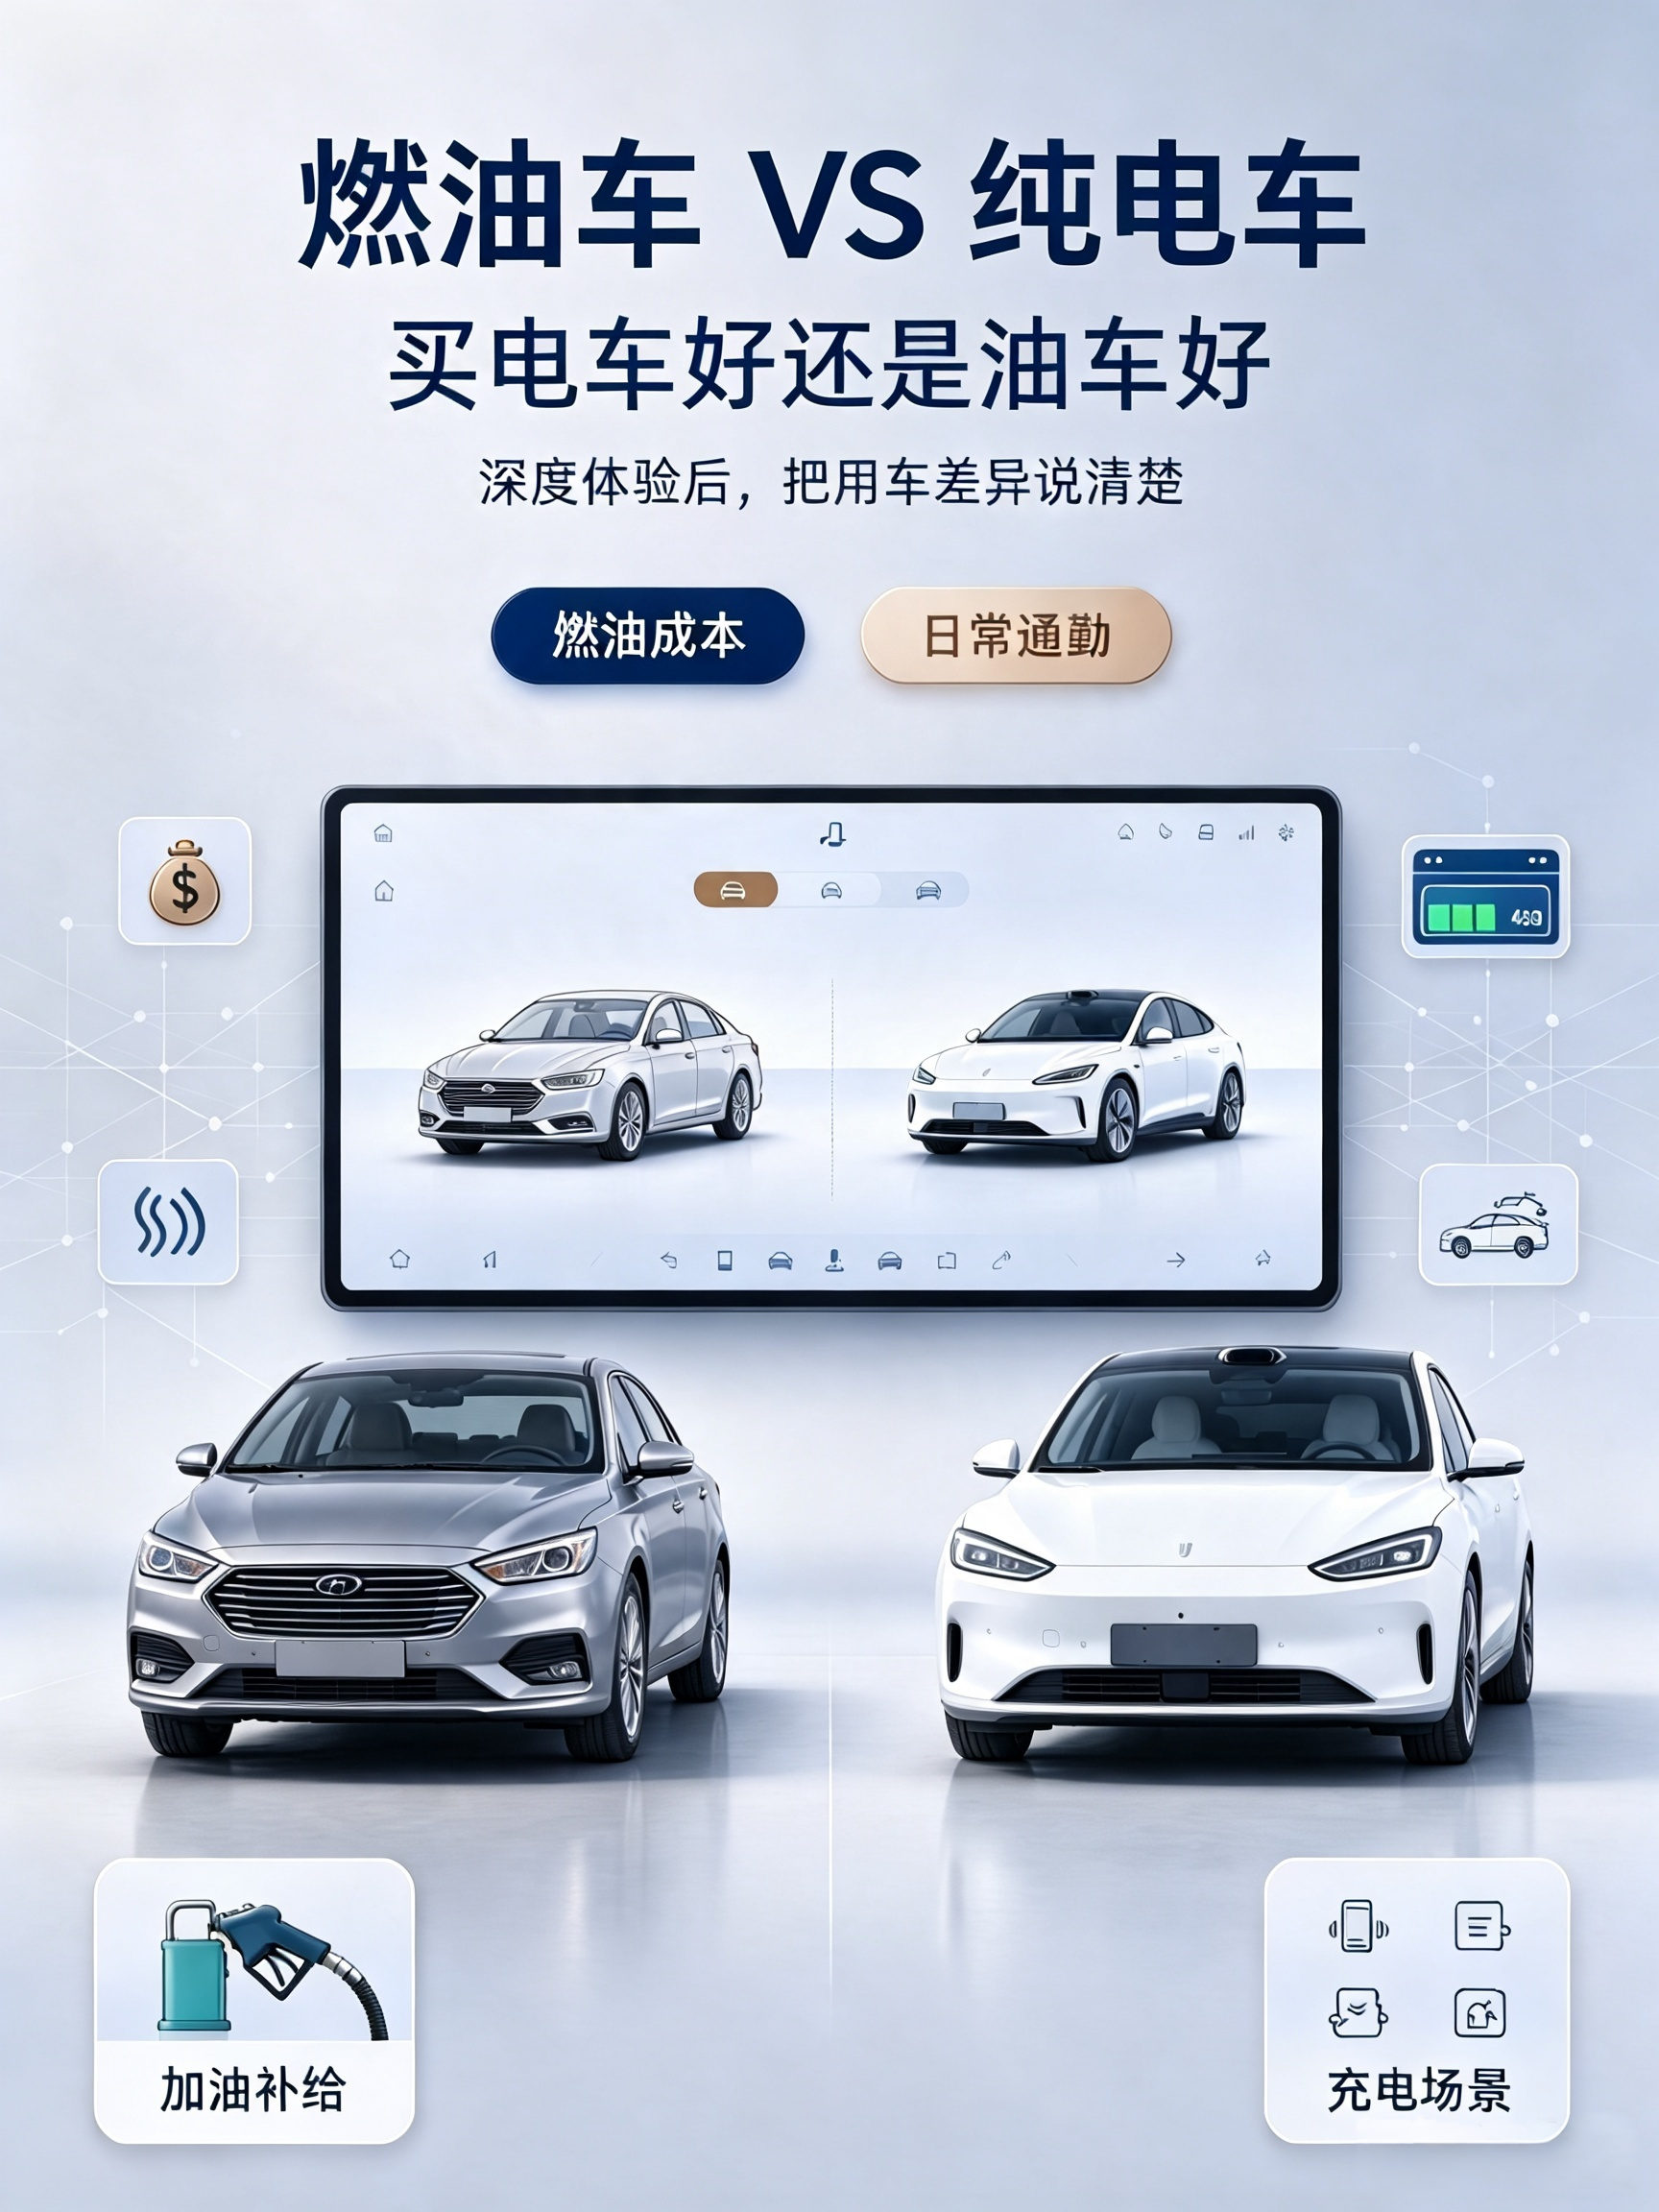 燃油车 VS 纯电车
买电车好还是油车好
深度体验后，把用车差异说清楚
燃油成本
日常通勤
$
加油补给
充电场景